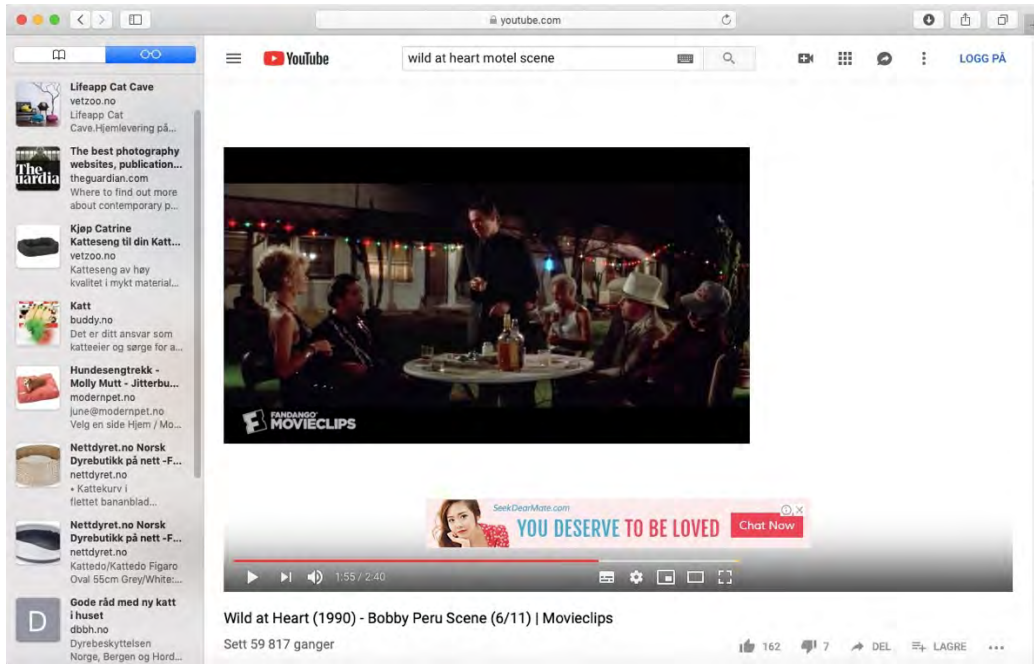 youtube.com
YouTube
wild at heart motel scene
LOGG PÅ
Lifeapp Cat Cave
vetzoo.no
Lifeapp Cat
Cave.Hjemlevering på...
The best photography
websites, publication...
theguardian.com
Where to find out more
about contemporary p...
The
uardia
Kjøp Catrine
Katteseng til din Katt...
vetzoo.no
Katteseng av høy
kvalitet i mykt material...
Katt
buddy.no
Det er ditt ansvar som
katteeier og sørge for a...
Hundesengtrekk -
Molly Mutt - Jitterbu...
modernpet.no
june@modernpet.no
Velg en side Hjem / Mo...
Nettdyret.no Norsk
Dyrebutikk på nett -F...
nettdyret.no
• Kattekurv i
flettet bananblad...
Nettdyret.no Norsk
Dyrebutikk på nett -F...
nettdyret.no
Kattedo/Kattedo Figaro
Oval 55cm Grey/White:...
D
Gode råd med ny katt
i huset
dbbh.no
Dyrebeskyttelsen
Norge, Bergen og Hord...
FANDANGO
MOVIECLIPS
SeekDearMate.com
YOU DESERVE TO BE LOVED
Chat Now
1:55 / 2:40
Wild at Heart (1990) - Bobby Peru Scene (6/11) | Movieclips
Sett 59 817 ganger
162
7
DEL
LAGRE